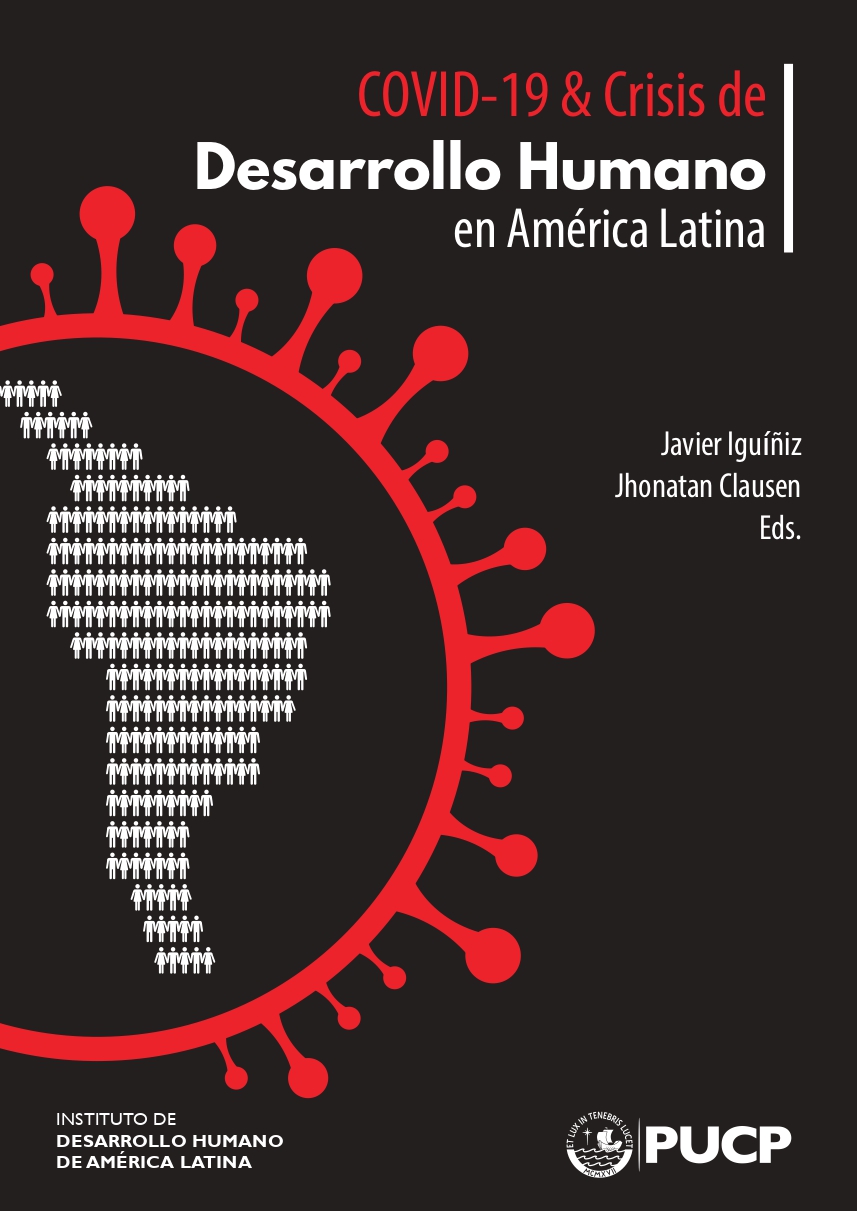 COVID-19 & Crisis de
Desarrollo Humano
en América Latina
Javier Iguíñiz
Jhonatan Clausen
Eds.
INSTITUTO DE
DESARROLLO HUMANO
DE AMÉRICA LATINA
ET LUX IN TENEBRIS LUCET
MCMXVII
PUCP